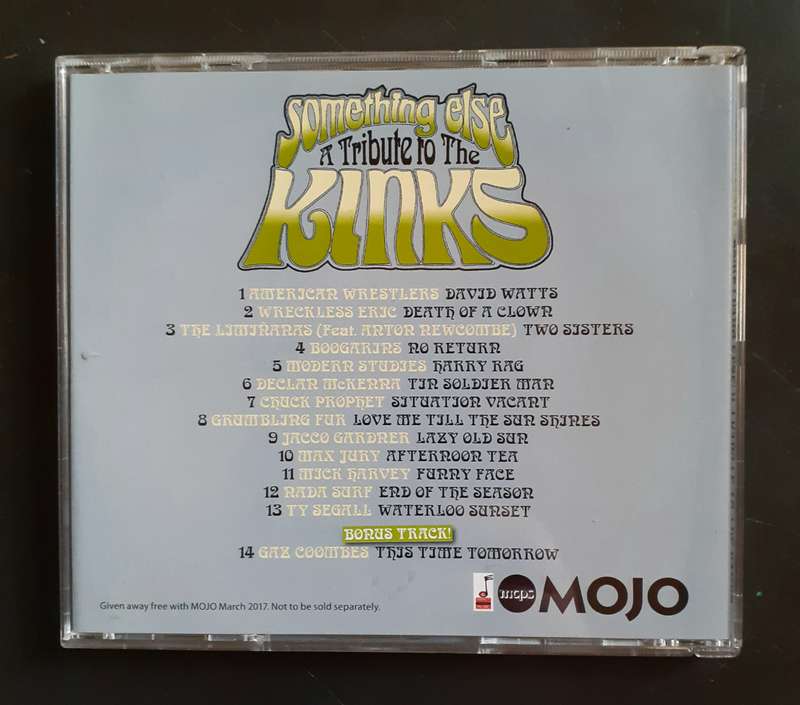 something else
A Tribute to The
KINKS
1 AMERICAN WRESTLERS DAVID WATTS
2 WRECKLESS ERIC DEATH OF A CLOWN
3 THE LIMIÑANAS (Feat. ANTON NEWCOMBE) TWO SISTERS
4 BOOGARINS NO RETURN
5 MODERN STUDIES HARRY RAG
6 DECLAN McKENNA TIN SOLDIER MAN
7 CHUCK PROPHET SITUATION VACANT
8 GRUMBLING FUR LOVE ME TILL THE SUN SHINES
9 JACCO GARDNER LAZY OLD SUN
10 MAX JURY AFTERNOON TEA
11 MICK HARVEY FUNNY FACE
12 NADA SURF END OF THE SEASON
13 TY SEGALL WATERLOO SUNSET
BONUS TRACK!
14 GAZ COOMBES THIS TIME TOMORROW
Given away free with MOJO March 2017. Not to be sold separately.
mcps MOJO